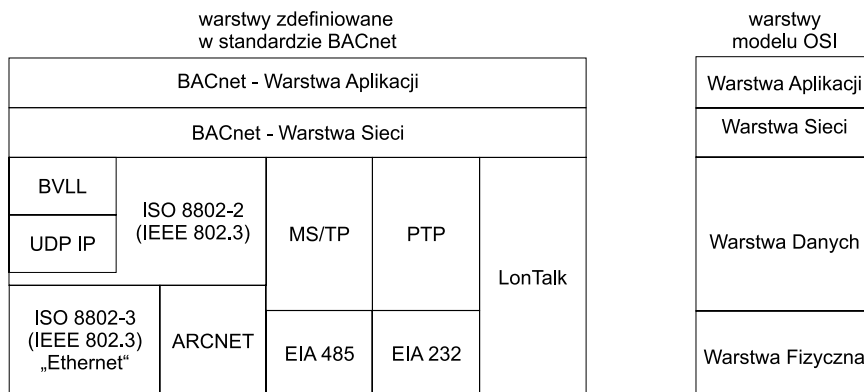 warstwy zdefiniowane
w standardzie BACnet
warstwy
modelu OSI
BACnet - Warstwa Aplikacji
Warstwa Aplikacji
BACnet - Warstwa Sieci
Warstwa Sieci
BVLL
UDP IP
ISO 8802-2
(IEEE 802.3)
MS/TP
PTP
LonTalk
Warstwa Danych
ISO 8802-3
(IEEE 802.3)
„Ethernet“
ARCNET
EIA 485
EIA 232
Warstwa Fizyczna